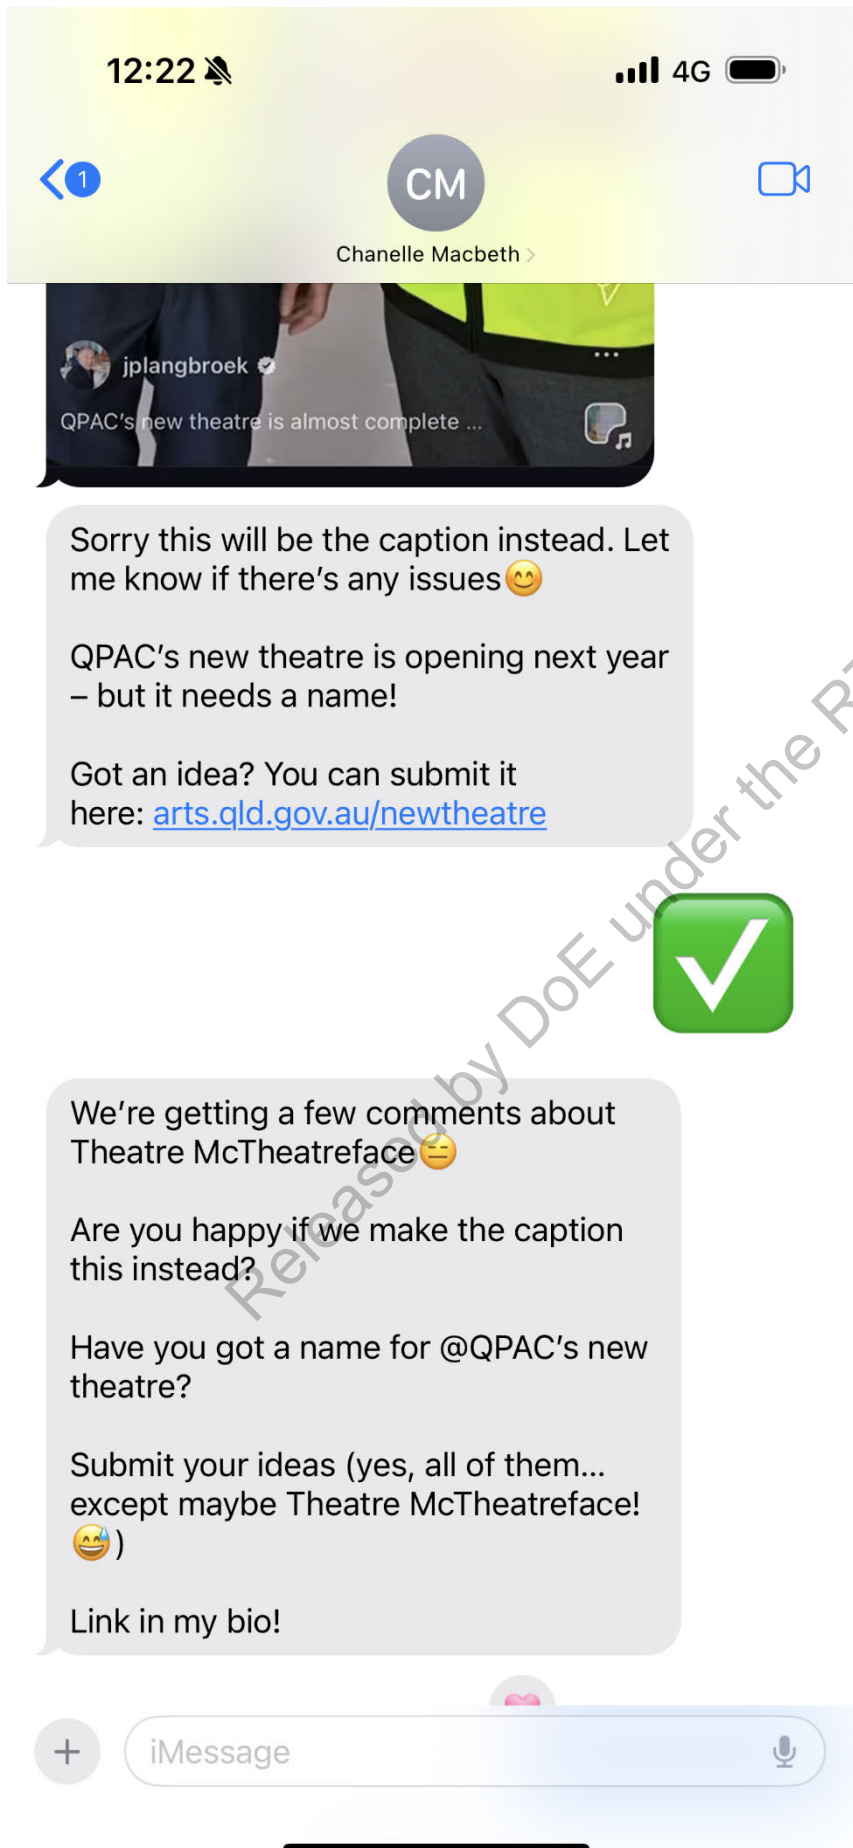 12:22
4G
1
CM
Chanelle Macbeth
jplangbroek
QPAC’s new theatre is almost complete ...
Sorry this will be the caption instead. Let
me know if there’s any issues😊
QPAC’s new theatre is opening next year
– but it needs a name!
Got an idea? You can submit it
here: arts.qld.gov.au/newtheatre
✅
We’re getting a few comments about
Theatre McTheatreface😑
Are you happy if we make the caption
this instead?
Have you got a name for @QPAC’s new
theatre?
Submit your ideas (yes, all of them...
except maybe Theatre McTheatreface!
😅)
Link in my bio!
iMessage
Released by DoE under the